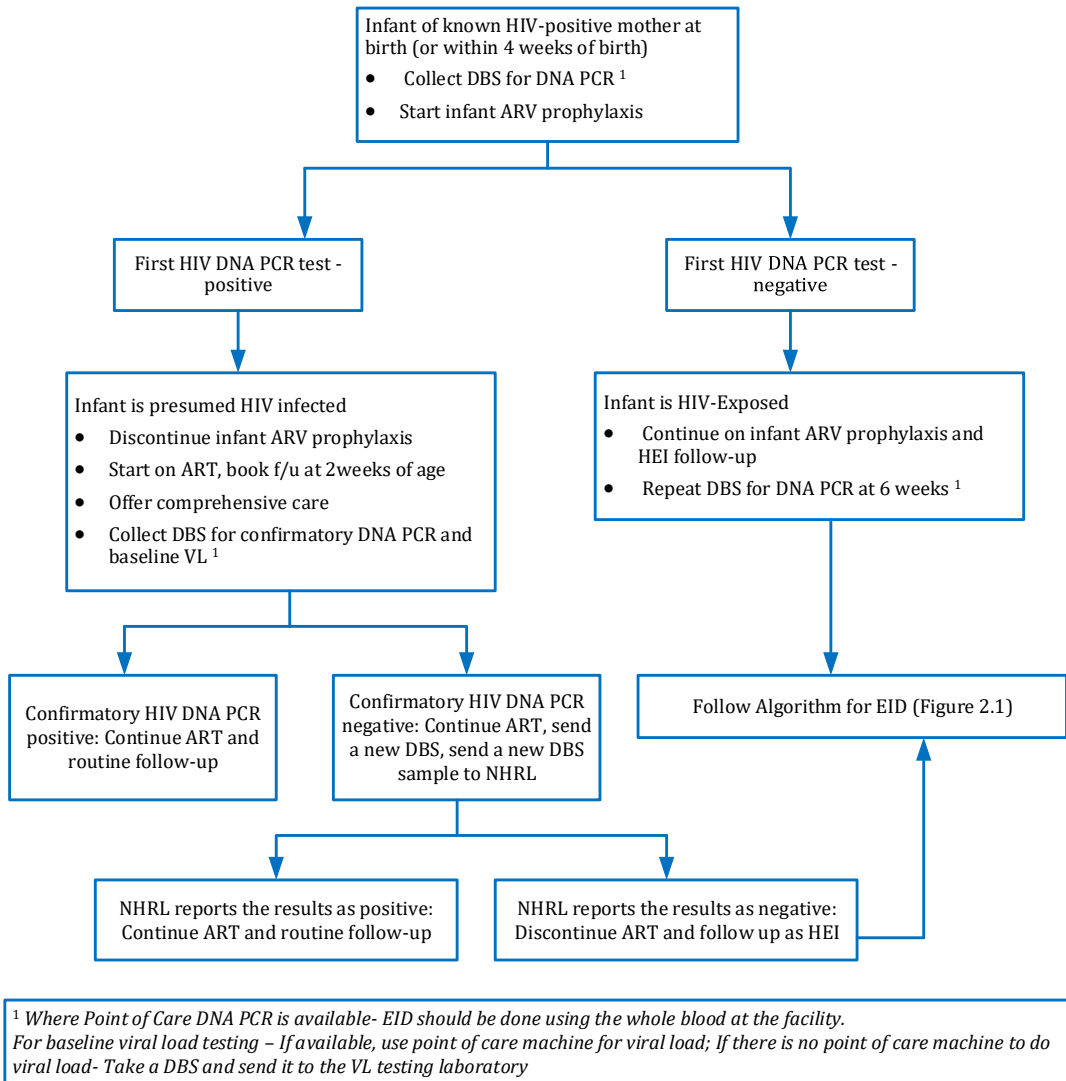 Infant of known HIV-positive mother at
birth (or within 4 weeks of birth)
• Collect DBS for DNA PCR ¹
• Start infant ARV prophylaxis
First HIV DNA PCR test -
positive
First HIV DNA PCR test -
negative
Infant is presumed HIV infected
• Discontinue infant ARV prophylaxis
• Start on ART, book f/u at 2weeks of age
• Offer comprehensive care
• Collect DBS for confirmatory DNA PCR and
baseline VL ¹
Infant is HIV-Exposed
• Continue on infant ARV prophylaxis and
HEI follow-up
• Repeat DBS for DNA PCR at 6 weeks ¹
Confirmatory HIV DNA PCR
positive: Continue ART and
routine follow-up
Confirmatory HIV DNA PCR
negative: Continue ART, send
a new DBS, send a new DBS
sample to NHRL
Follow Algorithm for EID (Figure 2.1)
NHRL reports the results as positive:
Continue ART and routine follow-up
NHRL reports the results as negative:
Discontinue ART and follow up as HEI
¹ Where Point of Care DNA PCR is available- EID should be done using the whole blood at the facility.
For baseline viral load testing – If available, use point of care machine for viral load; If there is no point of care machine to do
viral load- Take a DBS and send it to the VL testing laboratory